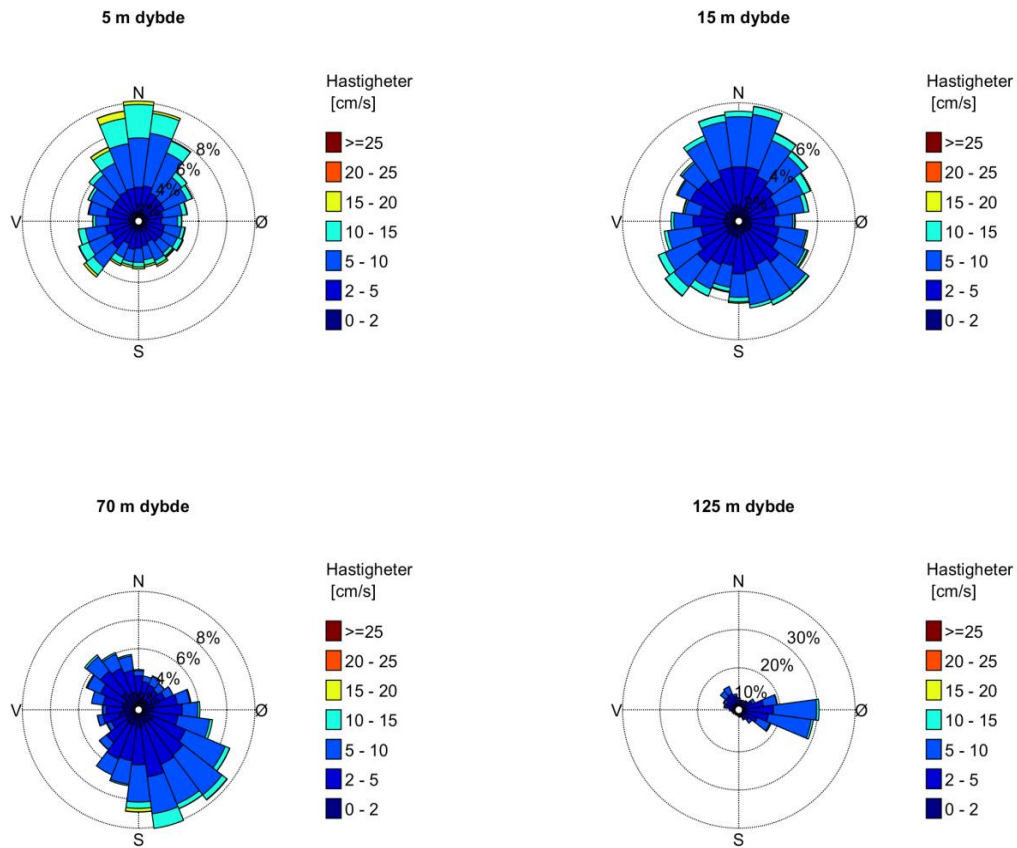 5 m dybde
N
8%
6%
4%
V
Ø
S
Hastigheter
[cm/s]
>=25
20 - 25
15 - 20
10 - 15
5 - 10
2 - 5
0 - 2
15 m dybde
N
6%
4%
2%
V
Ø
S
Hastigheter
[cm/s]
>=25
20 - 25
15 - 20
10 - 15
5 - 10
2 - 5
0 - 2
70 m dybde
N
8%
6%
4%
V
Ø
S
Hastigheter
[cm/s]
>=25
20 - 25
15 - 20
10 - 15
5 - 10
2 - 5
0 - 2
125 m dybde
N
30%
20%
10%
V
Ø
S
Hastigheter
[cm/s]
>=25
20 - 25
15 - 20
10 - 15
5 - 10
2 - 5
0 - 2